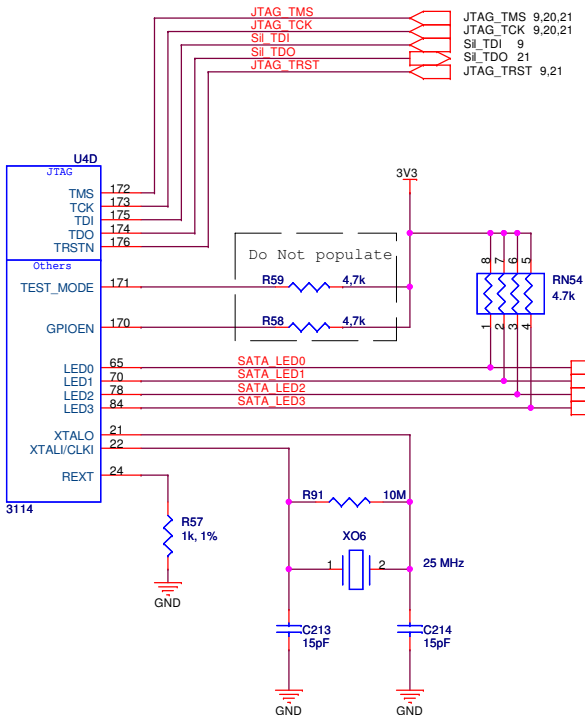 JTAG_TMS JTAG_TMS 9,20,21
JTAG_TCK JTAG_TCK 9,20,21
SiI_TDI SiI_TDI 9
SiI_TDO SiI_TDO 21
JTAG_TRST JTAG_TRST 9,21
U4D
JTAG
3V3
TMS 172
TCK 173
TDI 175
TDO 174
TRSTN 176
Do Not populate
Others
8 7 6 5
TEST_MODE 171 R59 4,7k
RN54
4.7k
GPIOEN 170 R58 4,7k
1 2 3 4
LED0 65 SATA_LED0
LED1 70 SATA_LED1
LED2 78 SATA_LED2
LED3 84 SATA_LED3
XTALO 21
XTALI/CLKI 22
REXT 24
R91 10M
3114
R57
1k, 1%
XO6
1 2 25 MHz
GND
C213 C214
15pF 15pF
GND GND